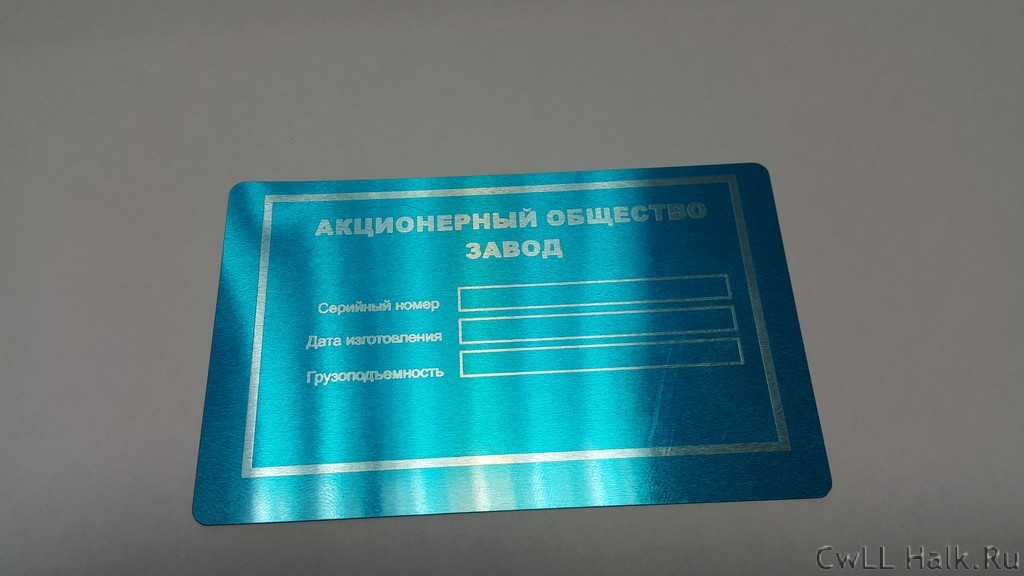 АКЦИОНЕРНЫЙ ОБЩЕСТВО
ЗАВОД
Серийный номер
Дата изготовления
Грузоподъемность
CwLL Halk.Ru